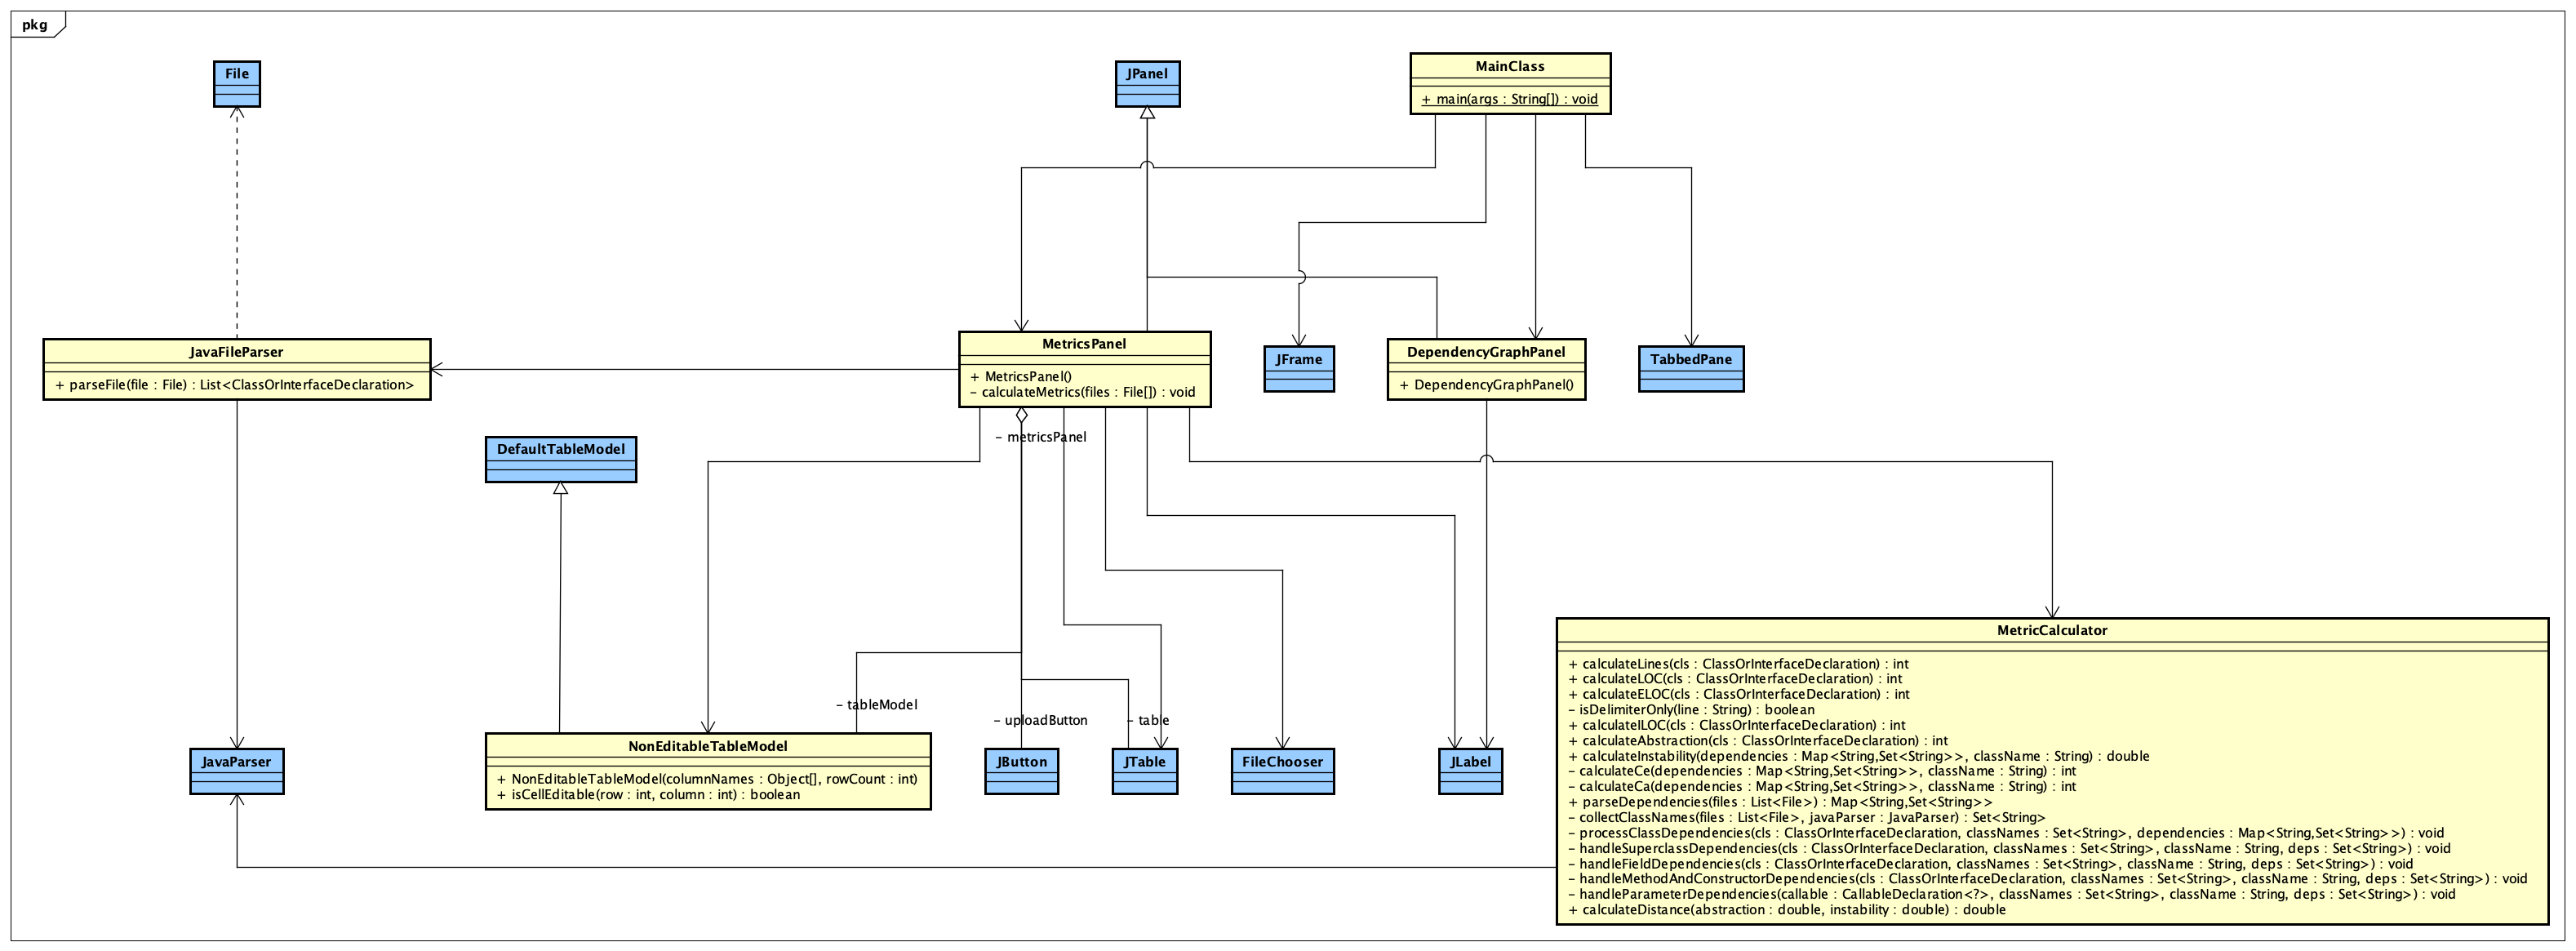 pkg
File
JPanel
MainClass
+ main(args : String[]) : void
JavaFileParser
+ parseFile(file : File) : List<ClassOrInterfaceDeclaration>
MetricsPanel
+ MetricsPanel()
- calculateMetrics(files : File[]) : void
JFrame
DependencyGraphPanel
+ DependencyGraphPanel()
TabbedPane
- metricsPanel
DefaultTableModel
- tableModel
- uploadButton
- table
JavaParser
NonEditableTableModel
+ NonEditableTableModel(columnNames : Object[], rowCount : int)
+ isCellEditable(row : int, column : int) : boolean
JButton
JTable
FileChooser
JLabel
MetricCalculator
+ calculateLines(cls : ClassOrInterfaceDeclaration) : int
+ calculateLOC(cls : ClassOrInterfaceDeclaration) : int
+ calculateELOC(cls : ClassOrInterfaceDeclaration) : int
- isDelimiterOnly(line : String) : boolean
+ calculateILOC(cls : ClassOrInterfaceDeclaration) : int
+ calculateAbstraction(cls : ClassOrInterfaceDeclaration) : int
+ calculateInstability(dependencies : Map<String,Set<String>>, className : String) : double
- calculateCe(dependencies : Map<String,Set<String>>, className : String) : int
- calculateCa(dependencies : Map<String,Set<String>>, className : String) : int
+ parseDependencies(files : List<File>) : Map<String,Set<String>>
- collectClassNames(files : List<File>, javaParser : JavaParser) : Set<String>
- processClassDependencies(cls : ClassOrInterfaceDeclaration, classNames : Set<String>, dependencies : Map<String,Set<String>>) : void
- handleSuperclassDependencies(cls : ClassOrInterfaceDeclaration, classNames : Set<String>, className : String, deps : Set<String>) : void
- handleFieldDependencies(cls : ClassOrInterfaceDeclaration, classNames : Set<String>, className : String, deps : Set<String>) : void
- handleMethodAndConstructorDependencies(cls : ClassOrInterfaceDeclaration, classNames : Set<String>, className : String, deps : Set<String>) : void
- handleParameterDependencies(callable : CallableDeclaration<?>, classNames : Set<String>, className : String, deps : Set<String>) : void
+ calculateDistance(abstraction : double, instability : double) : double